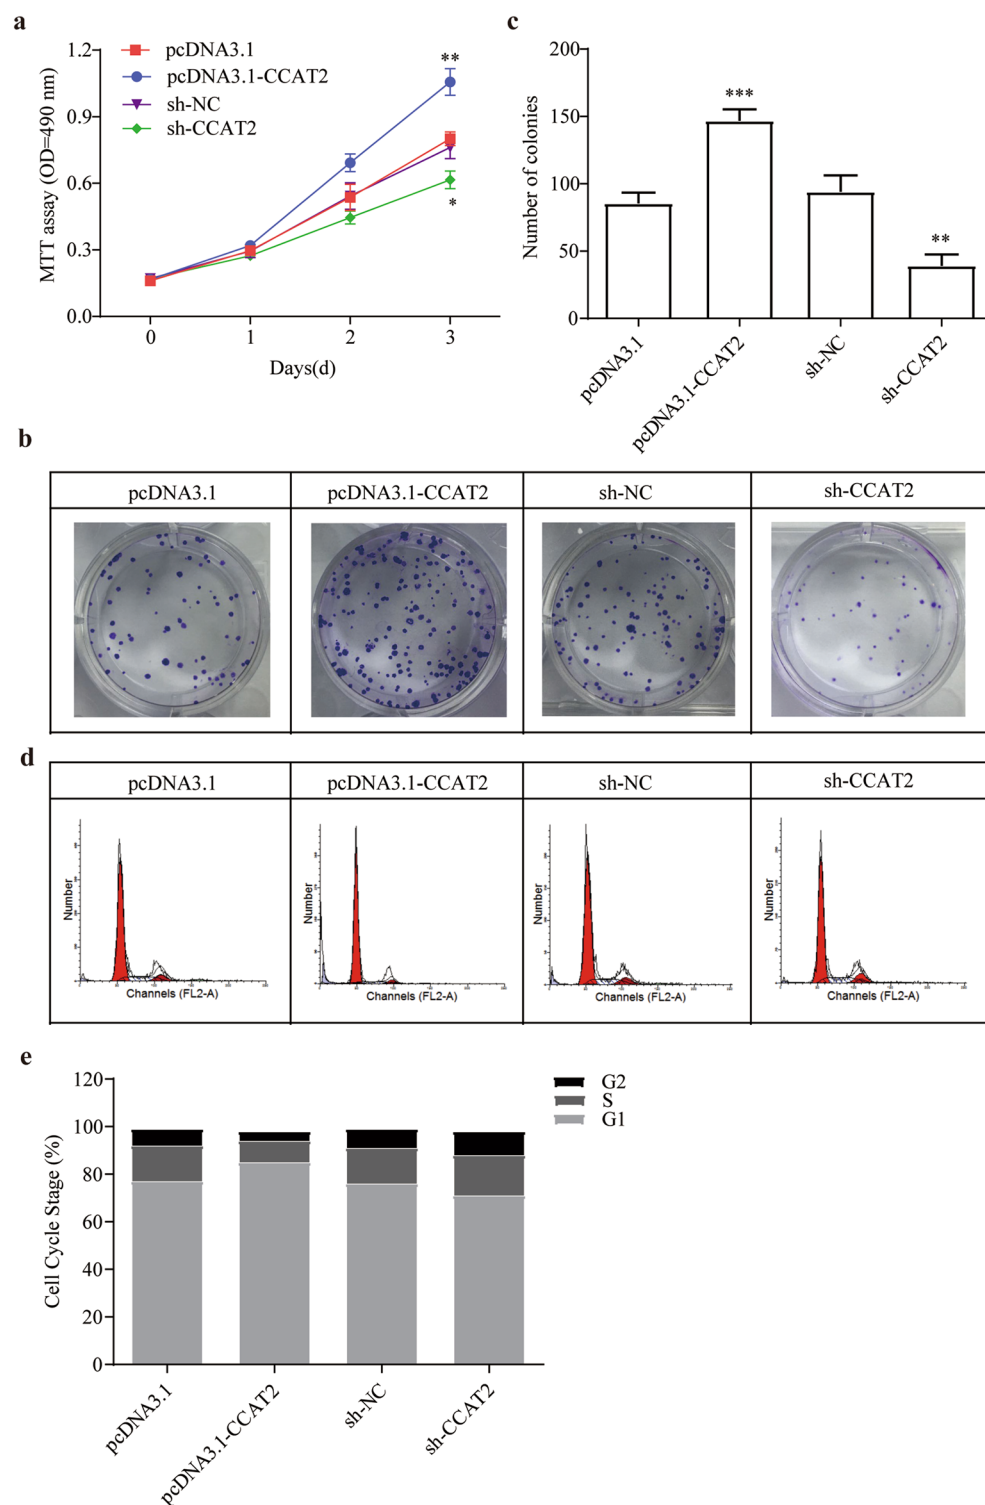 a
1.2
0.9
0.6
0.3
0.0
MTT assay (OD=490 nm)
pcDNA3.1
pcDNA3.1-CCAT2
sh-NC
sh-CCAT2
**
*
0 1 2 3
Days(d)
c
200
150
100
50
0
Number of colonies
***
**
pcDNA3.1
pcDNA3.1-CCAT2
sh-NC
sh-CCAT2
b
pcDNA3.1 pcDNA3.1-CCAT2 sh-NC sh-CCAT2
d
pcDNA3.1 pcDNA3.1-CCAT2 sh-NC sh-CCAT2
Number
Channels (FL2-A)
Number
Channels (FL2-A)
Number
Channels (FL2-A)
Number
Channels (FL2-A)
e
120
100
80
60
40
20
0
Cell Cycle Stage (%)
G2
S
G1
pcDNA3.1
pcDNA3.1-CCAT2
sh-NC
sh-CCAT2